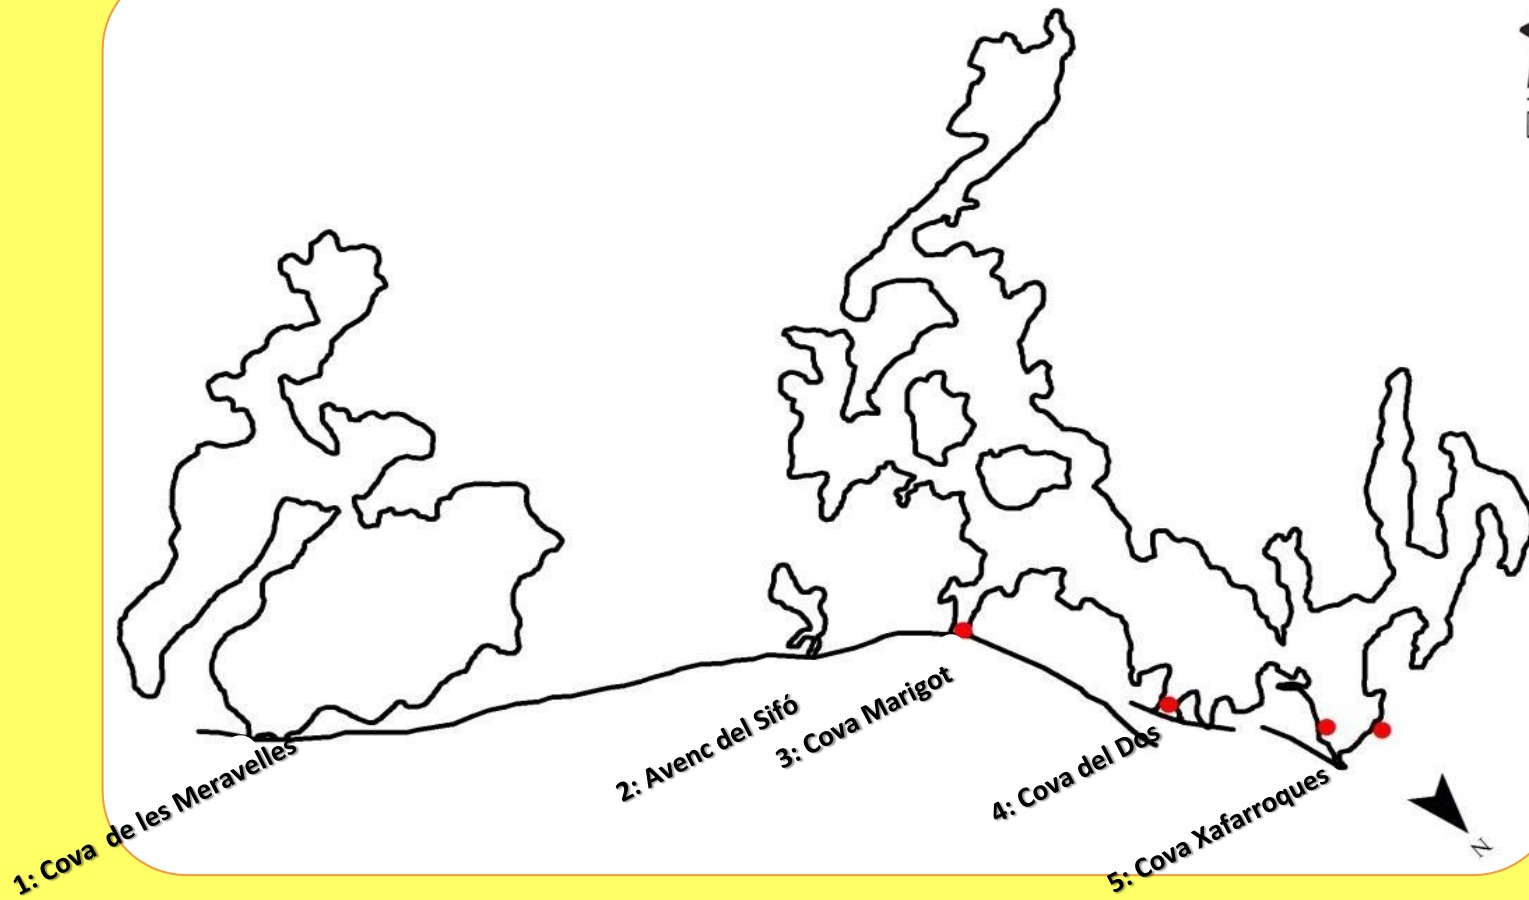 1: Cova de les Meravelles
2: Avenc del Sifó
3: Cova Marigot
4: Cova del Dos
5: Cova Xafarroques
N